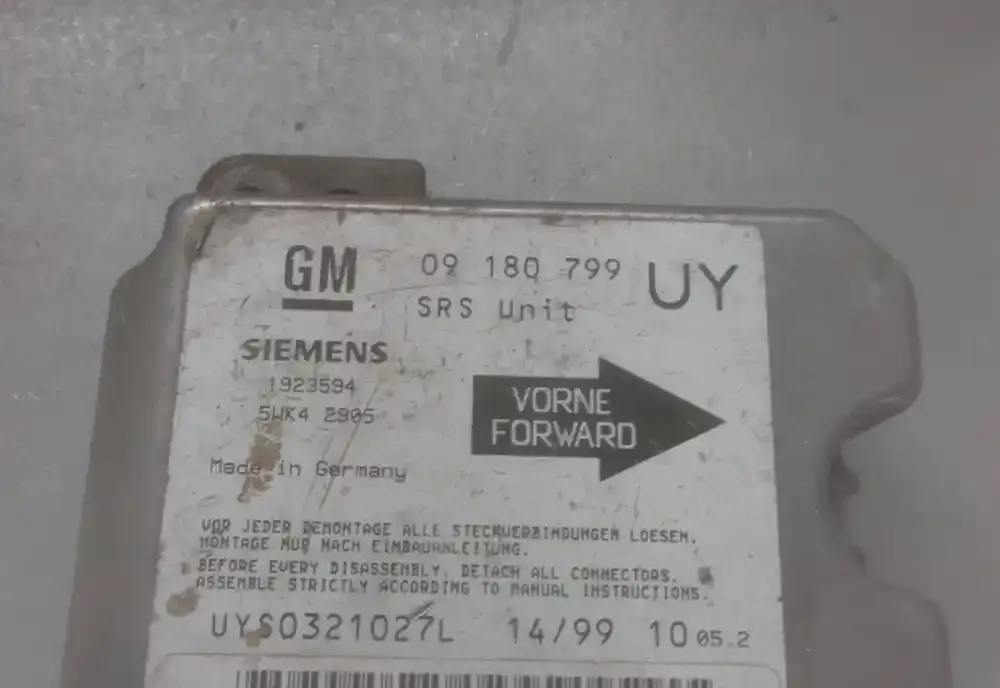 GM 09 180 799 UY
SRS Unit
SIEMENS
1923594
5WK4 2905
VORNE
FORWARD
Made in Germany
VOR JEDER DEMONTAGE ALLE STECKVERBINDUNGEN LOESEN.
MONTAGE NUR NACH EINBAUANLEITUNG.
BEFORE EVERY DISASSEMBLY, DETACH ALL CONNECTORS.
ASSEMBLE STRICTLY ACCORDING TO MANUAL INSTRUCTIONS.
UYS0321027L 14/99 10 05.2